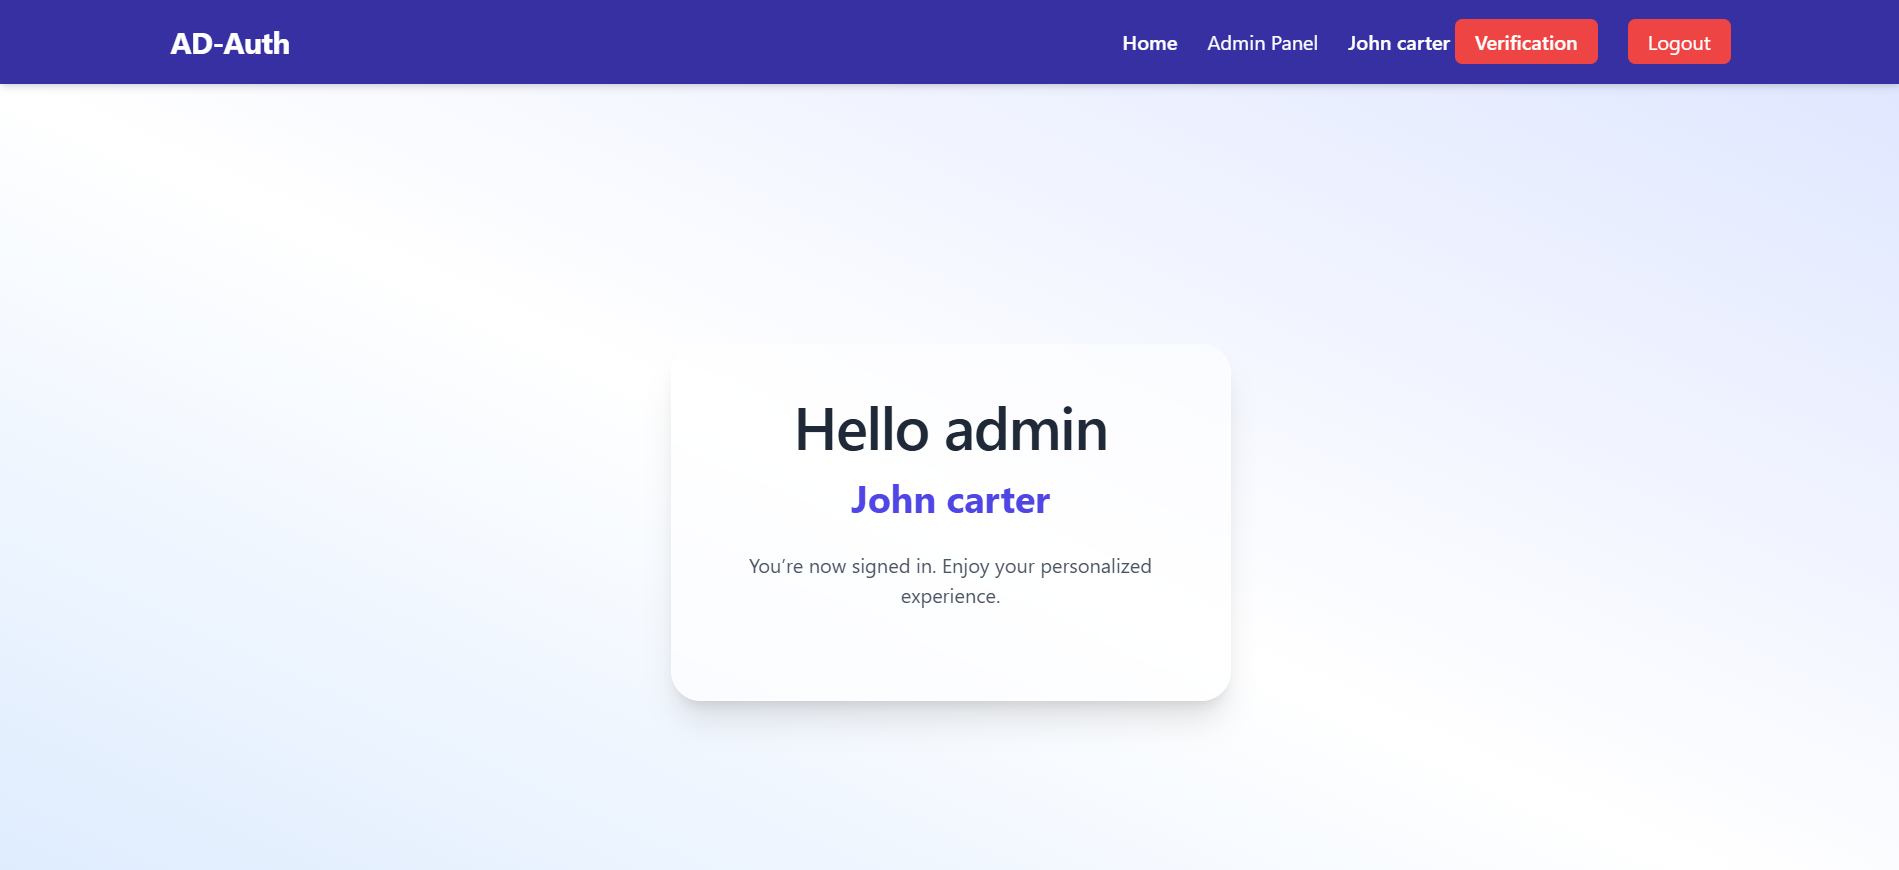 AD-Auth
Home Admin Panel John carter Verification Logout
Hello admin
John carter
You’re now signed in. Enjoy your personalized
experience.